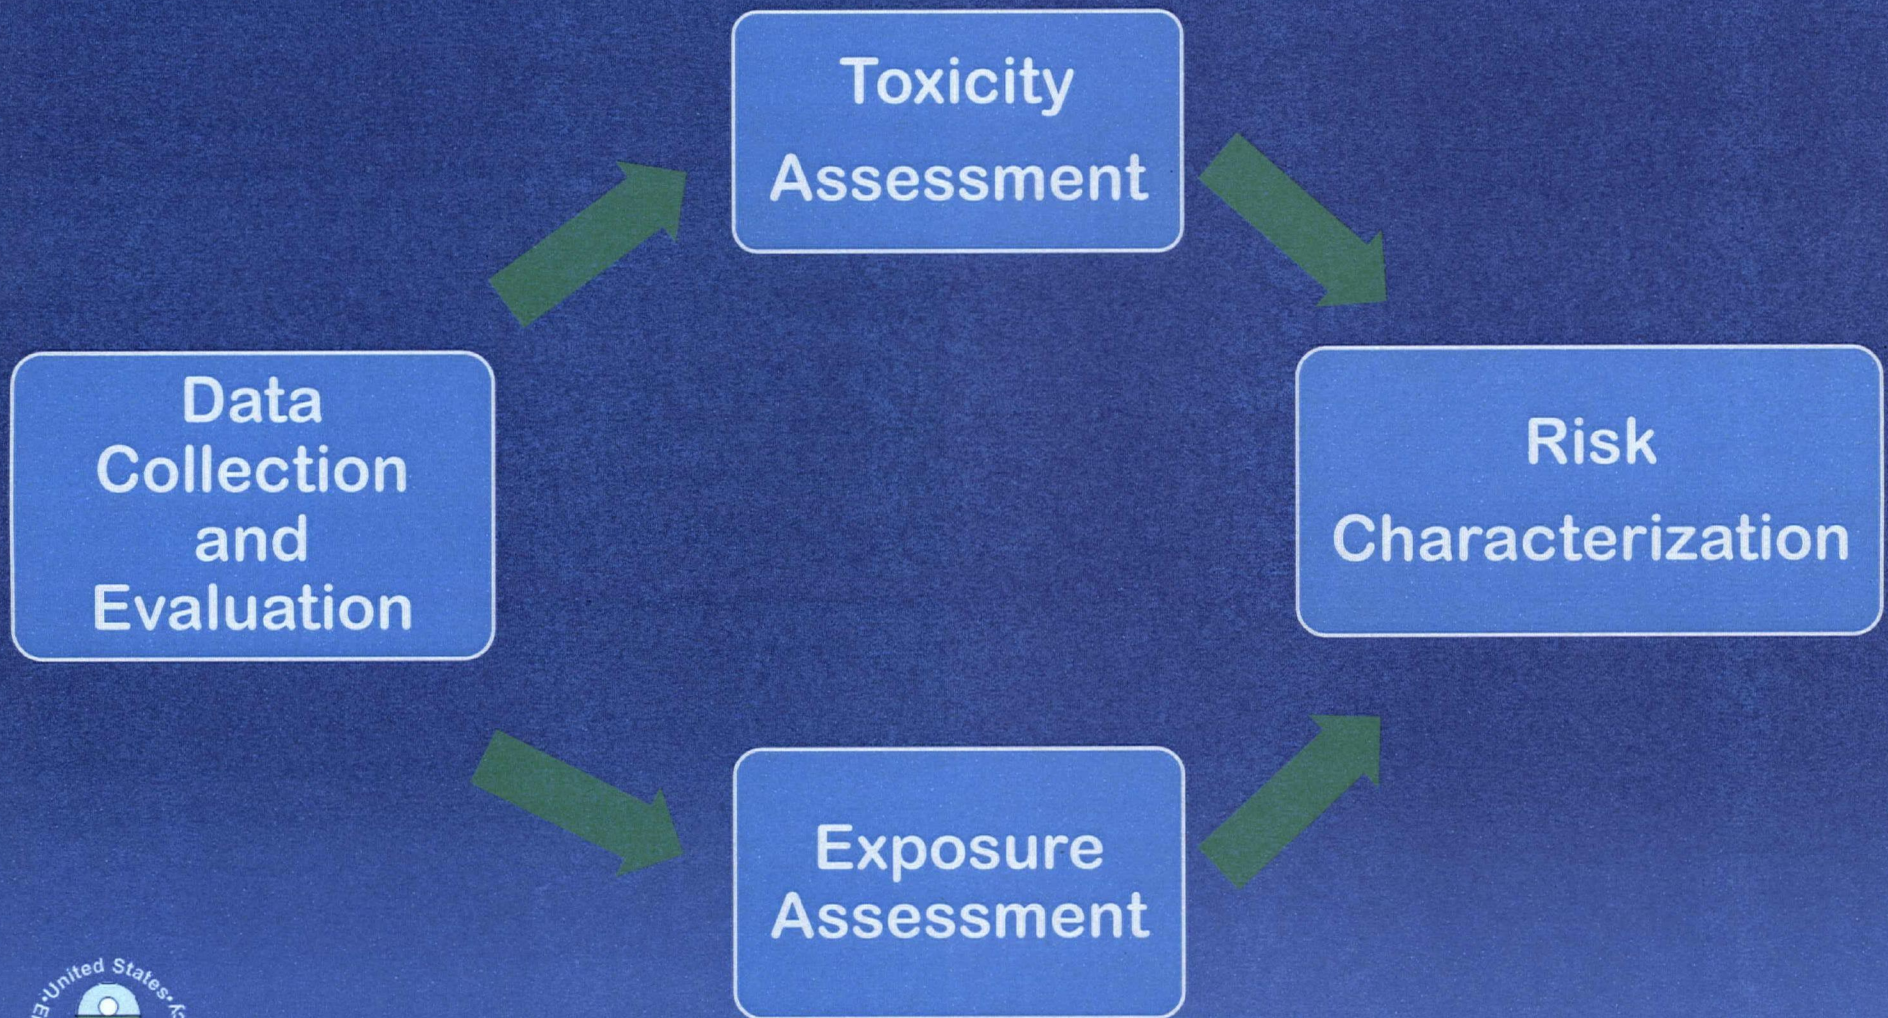 Toxicity
Assessment
Data
Collection
and
Evaluation
Risk
Characterization
Exposure
Assessment
United States